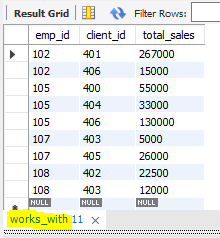 Result Grid Filter Rows:
emp_id client_id total_sales
102 401 267000
102 406 15000
105 400 55000
105 404 33000
105 406 130000
107 403 5000
107 405 26000
108 402 22500
108 403 12000
NULL NULL NULL
works_with 11 ×